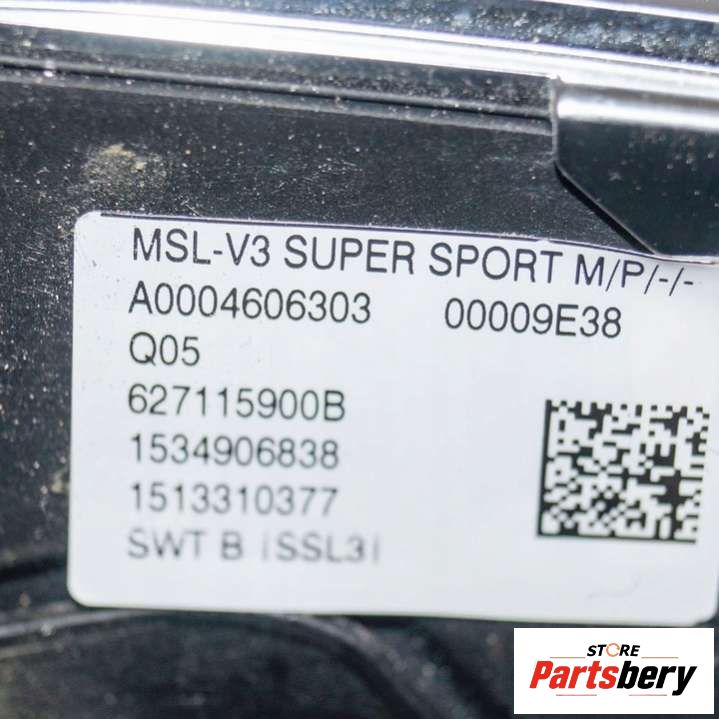 MSL-V3 SUPER SPORT M/P/-/-
A0004606303 00009E38
Q05
627115900B
1534906838
1513310377
SWT B |SSL3|
STORE
Partsbery